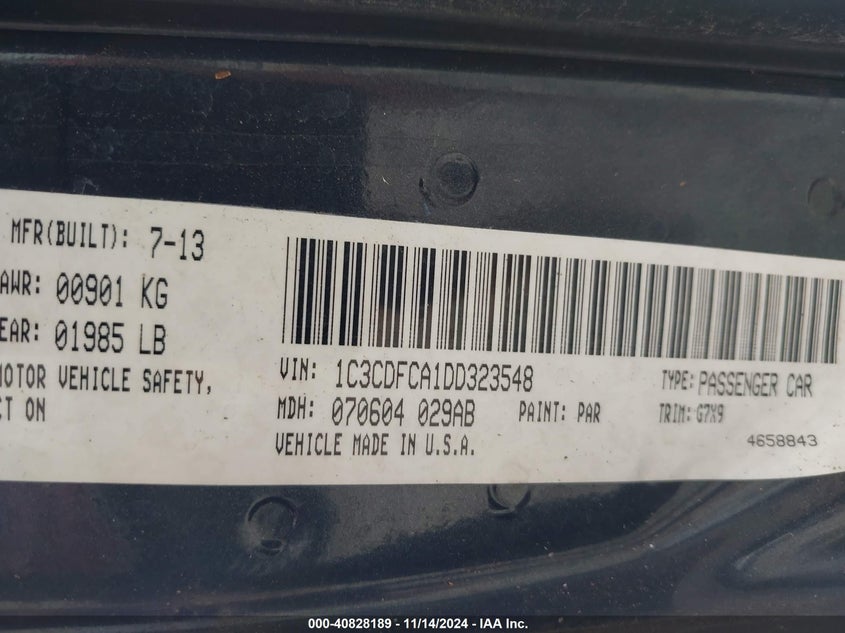 MFR(BUILT): 7-13
AWR: 00901 KG
EAR: 01985 LB
MOTOR VEHICLE SAFETY,
CT ON
VIN: 1C3CDFCA1DD323548 TYPE: PASSENGER CAR
MDH: 070604 029AB PAINT: PAR TRIM: G7X9
VEHICLE MADE IN U.S.A. 4658843
000-40828189 - 11/14/2024 - IAA Inc.